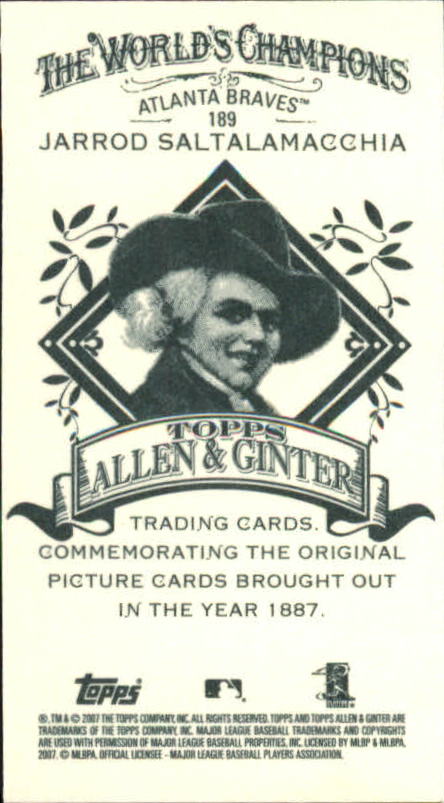 THE WORLD'S CHAMPIONS
ATLANTA BRAVES™
189
JARROD SALTALAMACCHIA
TOPPS
ALLEN & GINTER
TRADING CARDS.
COMMEMORATING THE ORIGINAL
PICTURE CARDS BROUGHT OUT
IN THE YEAR 1887.
topps
®, TM & © 2007 THE TOPPS COMPANY, INC. ALL RIGHTS RESERVED. TOPPS AND TOPPS ALLEN & GINTER ARE
TRADEMARKS OF THE TOPPS COMPANY, INC. MAJOR LEAGUE BASEBALL TRADEMARKS AND COPYRIGHTS
ARE USED WITH PERMISSION OF MAJOR LEAGUE BASEBALL PROPERTIES, INC. LICENSED BY MLBP & MLBPA,
2007. © MLBPA. OFFICIAL LICENSEE - MAJOR LEAGUE BASEBALL PLAYERS ASSOCIATION.